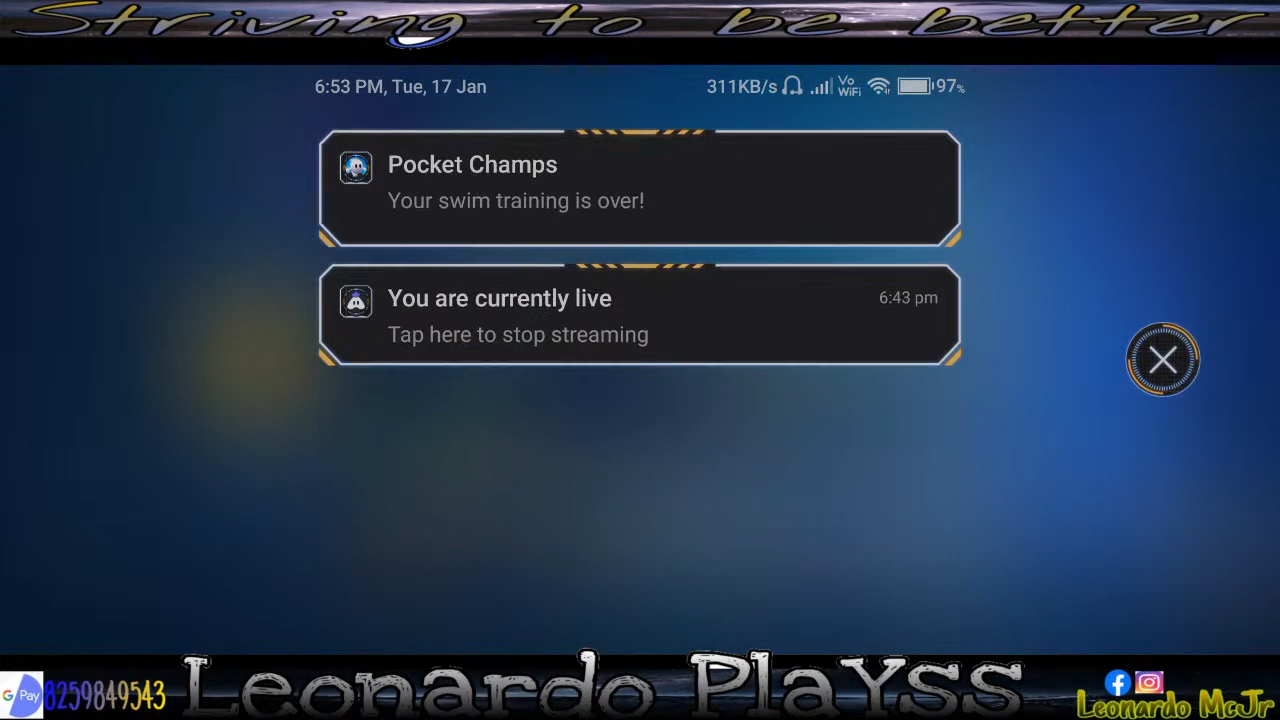 Striving to be better
6:53 PM, Tue, 17 Jan
311KB/s Vo WiFi 97%
Pocket Champs
Your swim training is over!
You are currently live
6:43 pm
Tap here to stop streaming
G Pay 8259849543
Leonardo PlaYss
Leonardo McJr